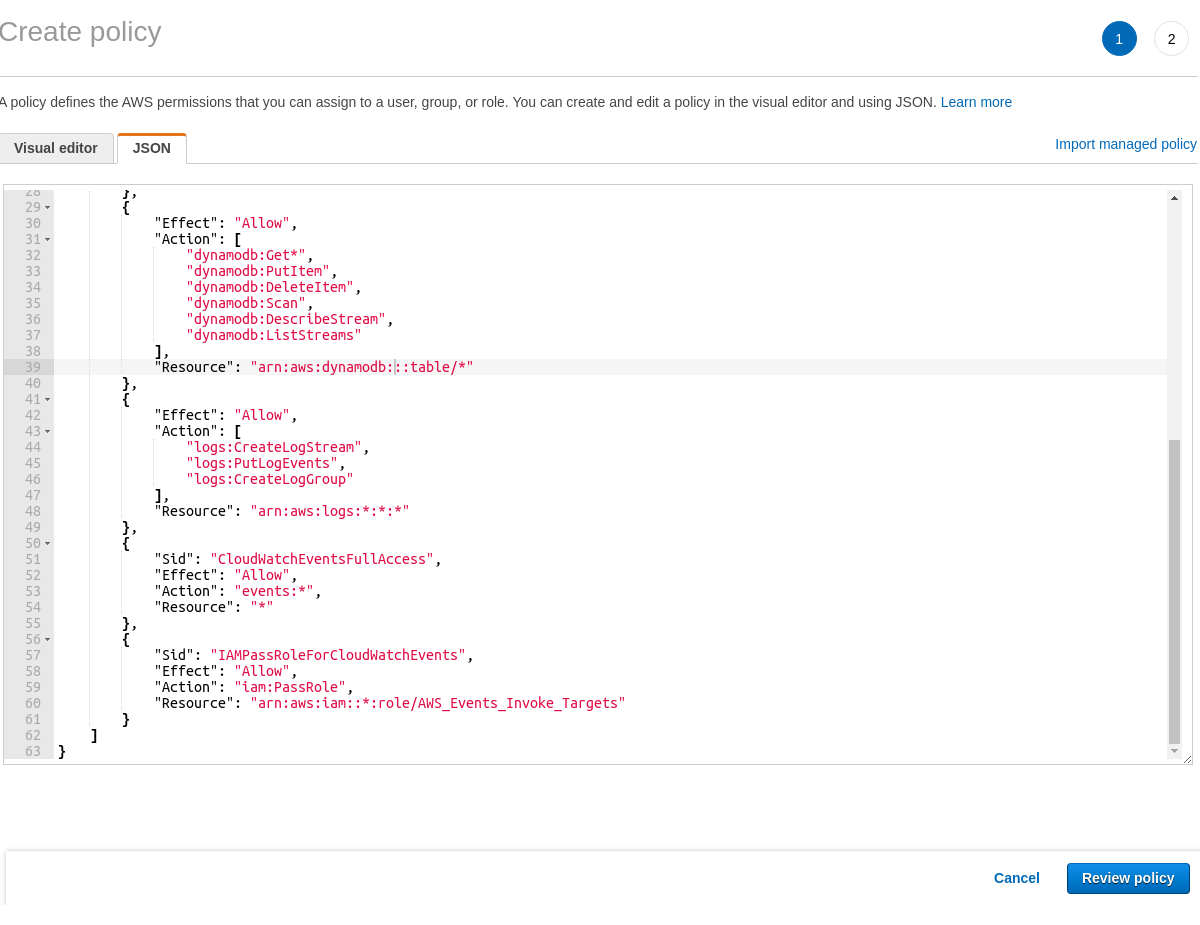 Create policy
1
2
A policy defines the AWS permissions that you can assign to a user, group, or role. You can create and edit a policy in the visual editor and using JSON. Learn more
Visual editor
JSON
Import managed policy
28 },
29 {
30 "Effect": "Allow",
31 "Action": [
32 "dynamodb:Get*",
33 "dynamodb:PutItem",
34 "dynamodb:DeleteItem",
35 "dynamodb:Scan",
36 "dynamodb:DescribeStream",
37 "dynamodb:ListStreams"
38 ],
39 "Resource": "arn:aws:dynamodb:::table/*"
40 },
41 {
42 "Effect": "Allow",
43 "Action": [
44 "logs:CreateLogStream",
45 "logs:PutLogEvents",
46 "logs:CreateLogGroup"
47 ],
48 "Resource": "arn:aws:logs:*:*:*"
49 },
50 {
51 "Sid": "CloudWatchEventsFullAccess",
52 "Effect": "Allow",
53 "Action": "events:*",
54 "Resource": "*"
55 },
56 {
57 "Sid": "IAMPassRoleForCloudWatchEvents",
58 "Effect": "Allow",
59 "Action": "iam:PassRole",
60 "Resource": "arn:aws:iam::*:role/AWS_Events_Invoke_Targets"
61 }
62 ]
63 }
Cancel
Review policy